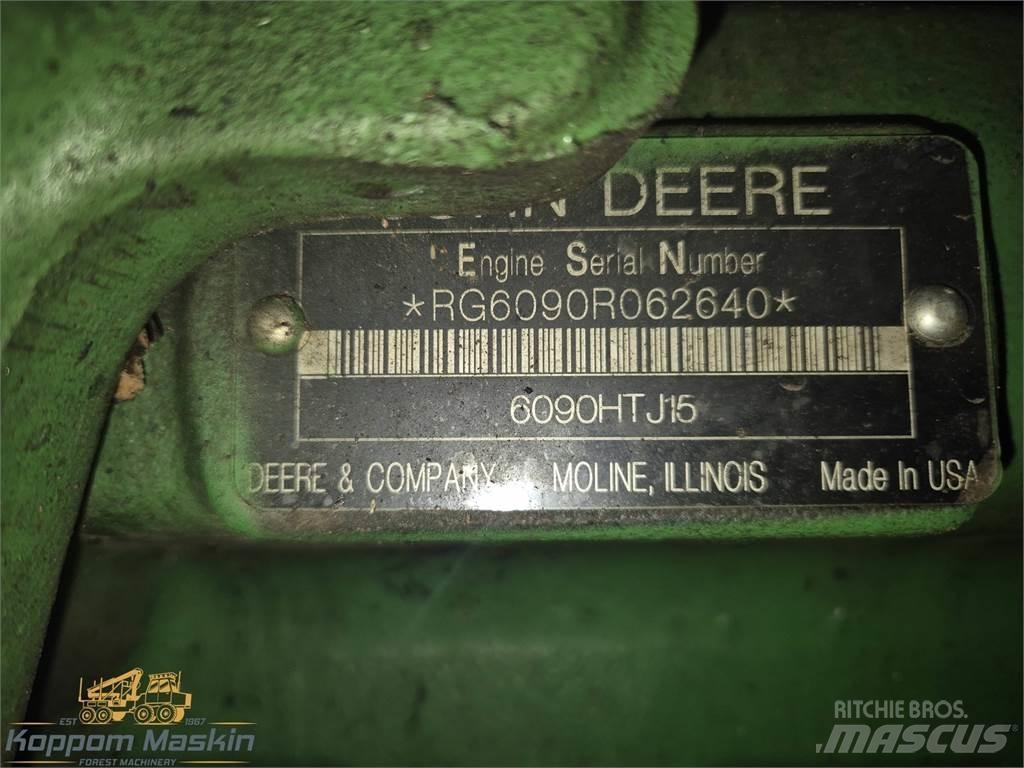 DEERE
Engine Serial Number
*RG6090R062640*
6090HTJ15
DEERE & COMPANY MOLINE, ILLINOIS Made In USA
EST 1967
Koppom Maskin
FOREST MACHINERY
RITCHIE BROS.
MASCUS